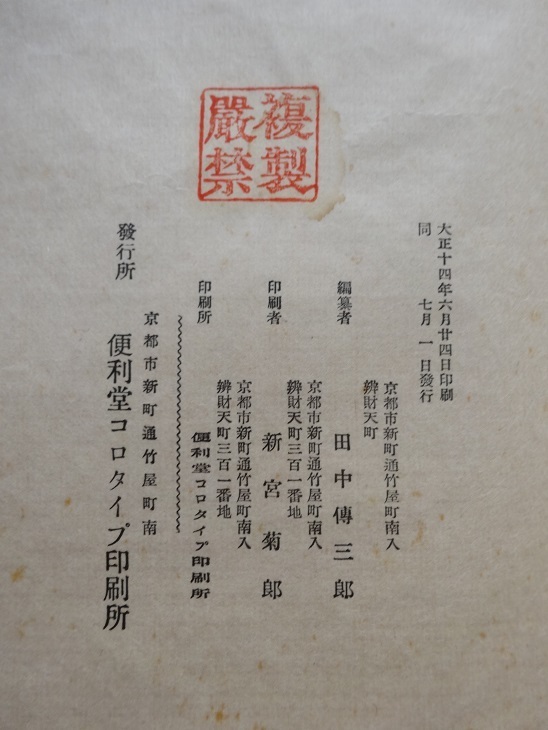 複製
嚴禁
大正十四年六月廿四日印刷
同　七月一日發行
京都市新町通竹屋町南入
辨財天町
編纂者　田中傳三郎
京都市新町通竹屋町南入
辨財天町三百一番地
印刷者　新宮菊郎
京都市新町通竹屋町南入
辨財天町三百一番地
印刷所　便利堂コロタイプ印刷所
京都市新町通竹屋町南
發行所　便利堂コロタイプ印刷所